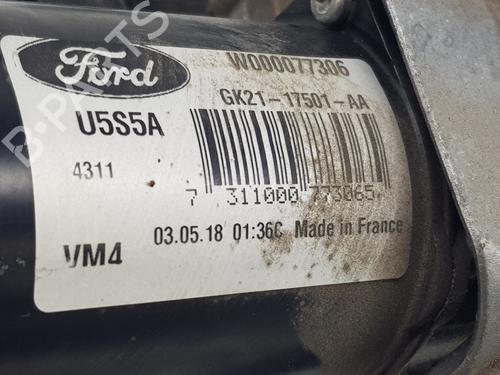 Ford
W000077306
GK21-17501-AA
U5S5A
4311
7 311000 773065
03.05.18 01:36C Made in France
VM4
B-PARTS